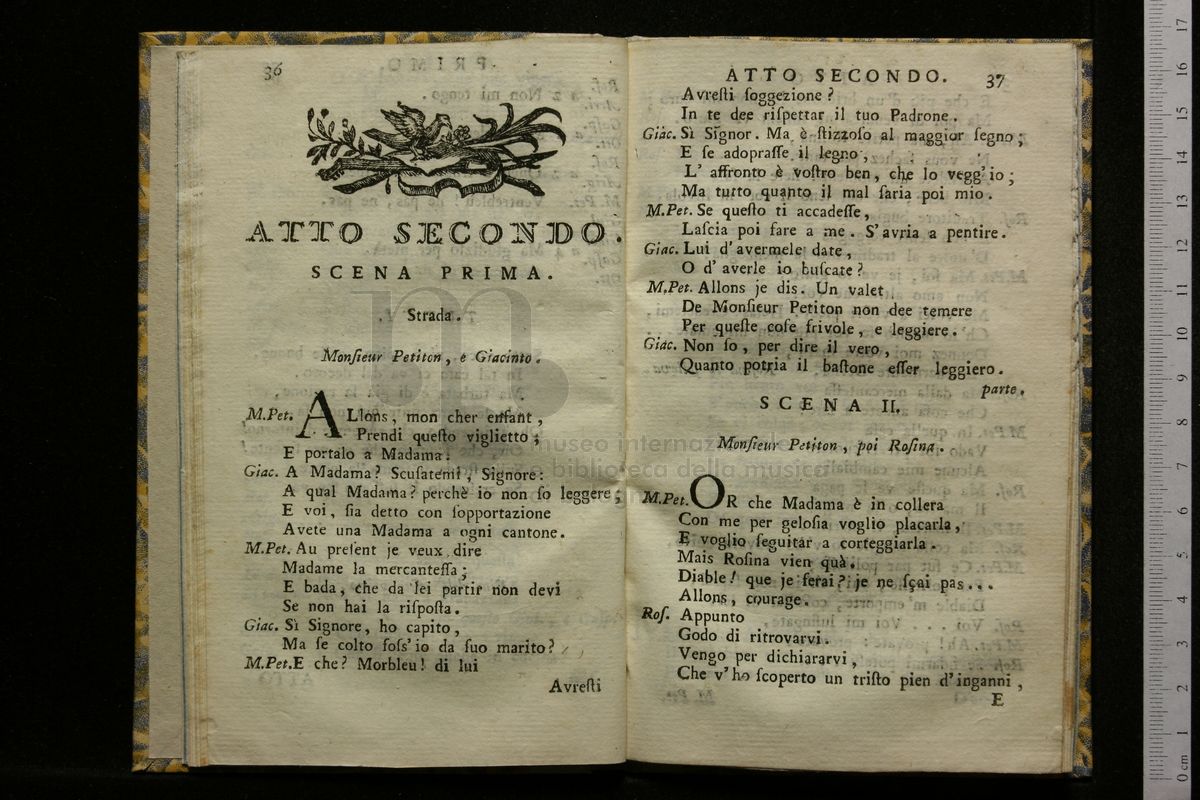 36
ATTO SECONDO.
SCENA PRIMA.
Strada.
Monſieur Petiton, e Giacinto.
M.Pet. ALlons, mon cher enfant,
Prendi queſto viglietto;
E portalo a Madama.
Giac. A Madama? Scuſatemi, Signore:
A qual Madama? perchè io non ſo leggere;
E voi, ſia detto con ſopportazione
Avete una Madama a ogni cantone.
M.Pet. Au preſent je veux dire
Madame la mercanteſſa;
E bada, che da lei partir non devi
Se non hai la riſpoſta.
Giac. Sì Signore, ho capito,
Ma ſe colto foſs'io da ſuo marito?
M.Pet. E che? Morbleu! di lui
Avreſti
ATTO SECONDO. 37
Avreſti ſoggezione?
In te dee riſpettar il tuo Padrone.
Giac. Sì Signor. Ma è ſtizzoſo al maggior ſegno;
E ſe adopraſſe il legno,
L' affronto è voſtro ben, che lo vegg'io;
Ma tutto quanto il mal ſaria poi mio.
M.Pet. Se queſto ti accadeſſe,
Laſcia poi fare a me. S'avria a pentire.
Giac. Lui d'avermele date,
O d'averle io buſcate?
M.Pet. Allons je dis. Un valet
De Monſieur Petiton non dee temere
Per queſte coſe frivole, e leggiere.
Giac. Non ſo, per dire il vero,
Quanto potria il baſtone eſſer leggiero.
parte.
SCENA II.
Monſieur Petiton, poi Roſina.
M.Pet. OR che Madama è in collera
Con me per geloſia voglio placarla,
E voglio ſeguitar a corteggiarla.
Mais Roſina vien quà.
Diable! que je ferai? je ne ſçai pas...
Allons, courage.
Roſ. Appunto
Godo di ritrovarvi.
Vengo per dichiararvi,
Che v'ho ſcoperto un triſto pien d'inganni,
E
museo internazionale
biblioteca della musica